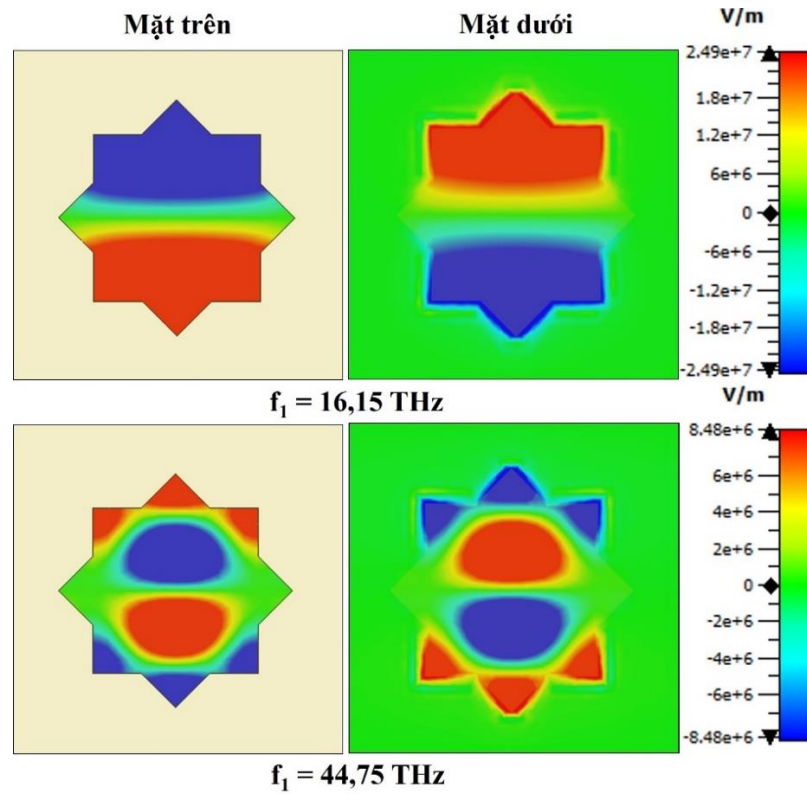 Mặt trên
Mặt dưới
V/m
2.49e+7
1.8e+7
1.2e+7
6e+6
0
-6e+6
-1.2e+7
-1.8e+7
-2.49e+7
f₁ = 16,15 THz
V/m
8.48e+6
6e+6
4e+6
2e+6
0
-2e+6
-4e+6
-6e+6
-8.48e+6
f₁ = 44,75 THz